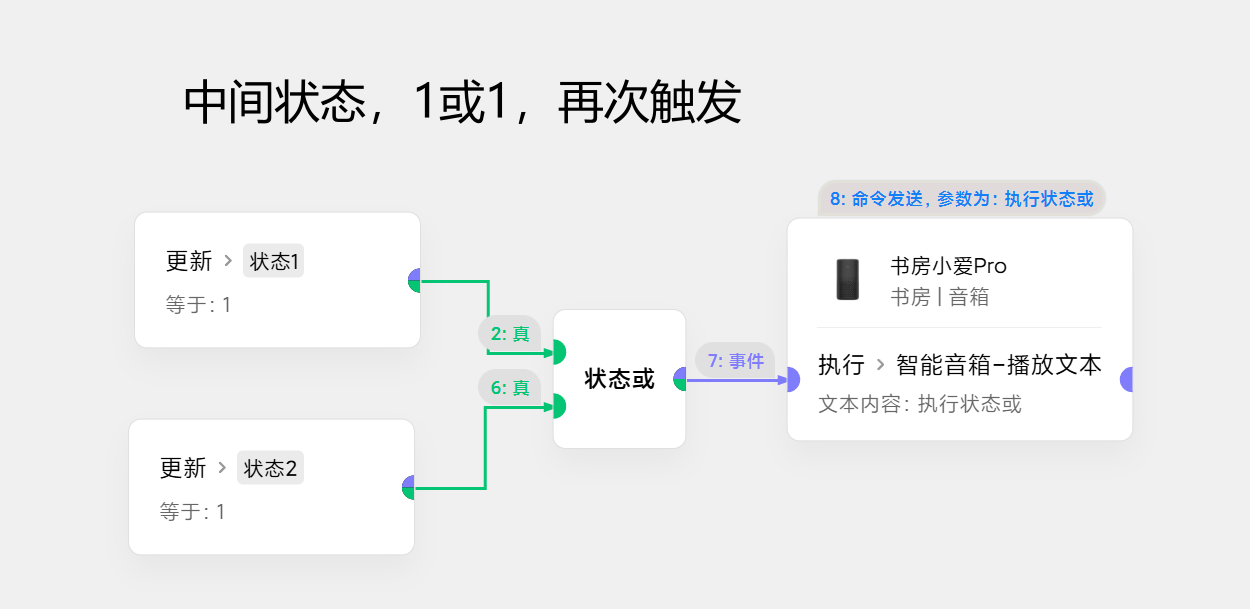 中间状态，1或1，再次触发
8: 命令发送, 参数为: 执行状态或
更新 > 状态1
等于: 1
书房小爱Pro
书房 | 音箱
2: 真
状态或
7: 事件
执行 > 智能音箱-播放文本
文本内容: 执行状态或
6: 真
更新 > 状态2
等于: 1